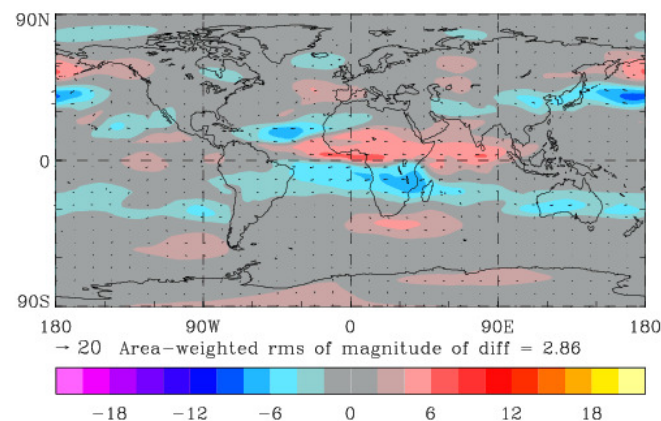 90N
0
90S
180 90W 0 90E 180
→ 20 Area-weighted rms of magnitude of diff = 2.86
−18 −12 −6 0 6 12 18